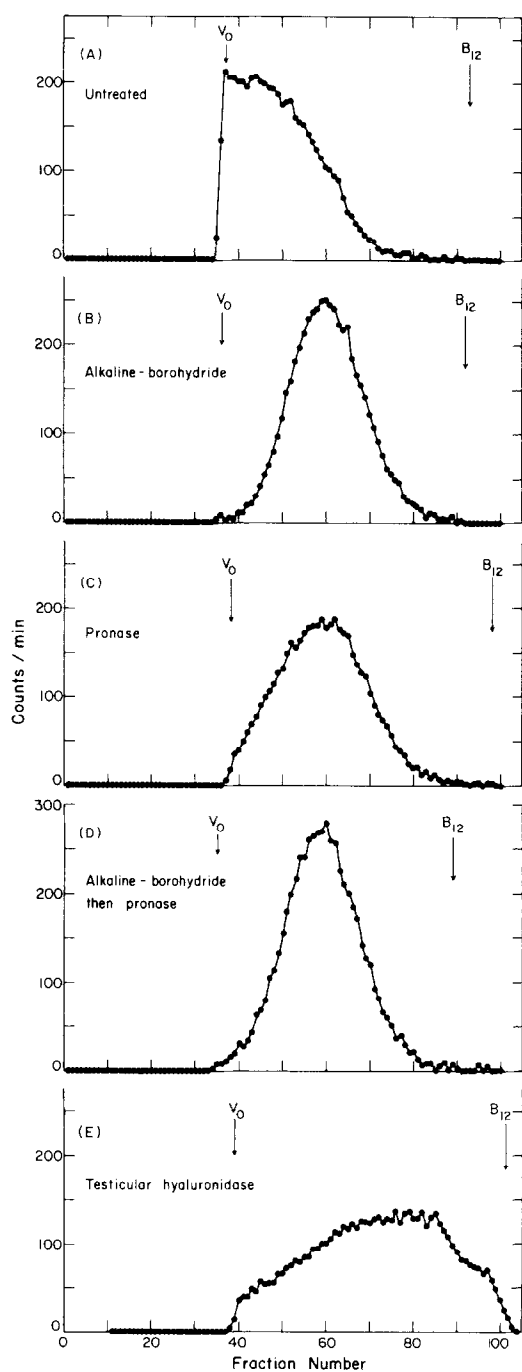 V0
B12
(A)
Untreated
200
100
0
V0
B12
(B)
Alkaline-borohydride
200
100
0
V0
B12
(C)
Pronase
200
100
0
Counts / min
300
V0
B12
(D)
Alkaline-borohydride
then pronase
200
100
0
V0
B12
(E)
Testicular hyaluronidase
200
100
0
0 20 40 60 80 100
Fraction Number